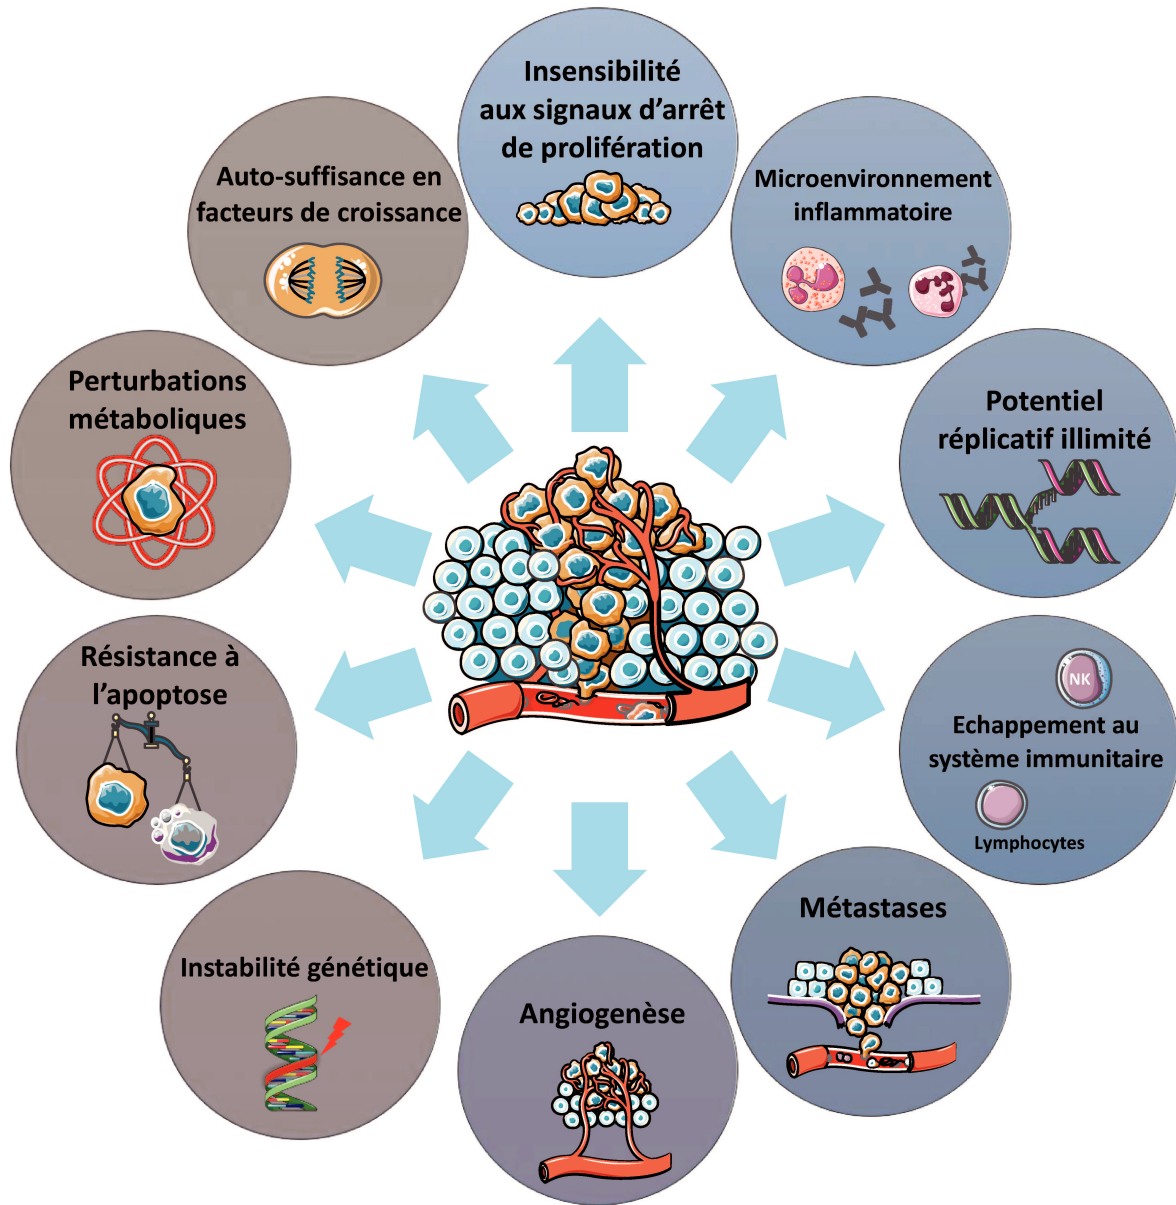 Insensibilité
aux signaux d'arrêt
de prolifération
Microenvironnement
inflammatoire
Potentiel
réplicatif illimité
NK
Echappement au
système immunitaire
Lymphocytes
Métastases
Angiogenèse
Instabilité génétique
Résistance à
l'apoptose
Perturbations
métaboliques
Auto-suffisance en
facteurs de croissance